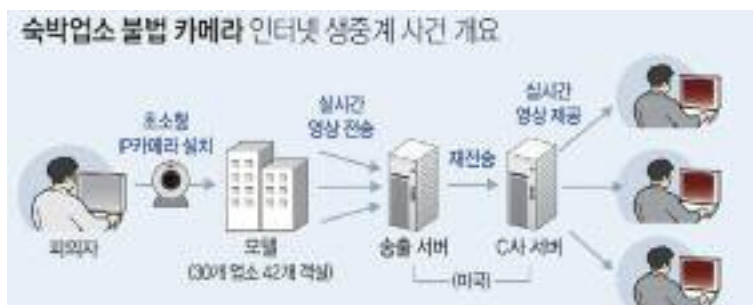 숙박업소 불법 카메라 인터넷 생중계 사건 개요
초소형
IP카메라 설치
실시간
영상 전송
재전송
실시간
영상 제공
피의자
모텔
(30개 업소 42개 객실)
송출 서버
C사 서버
(미국)